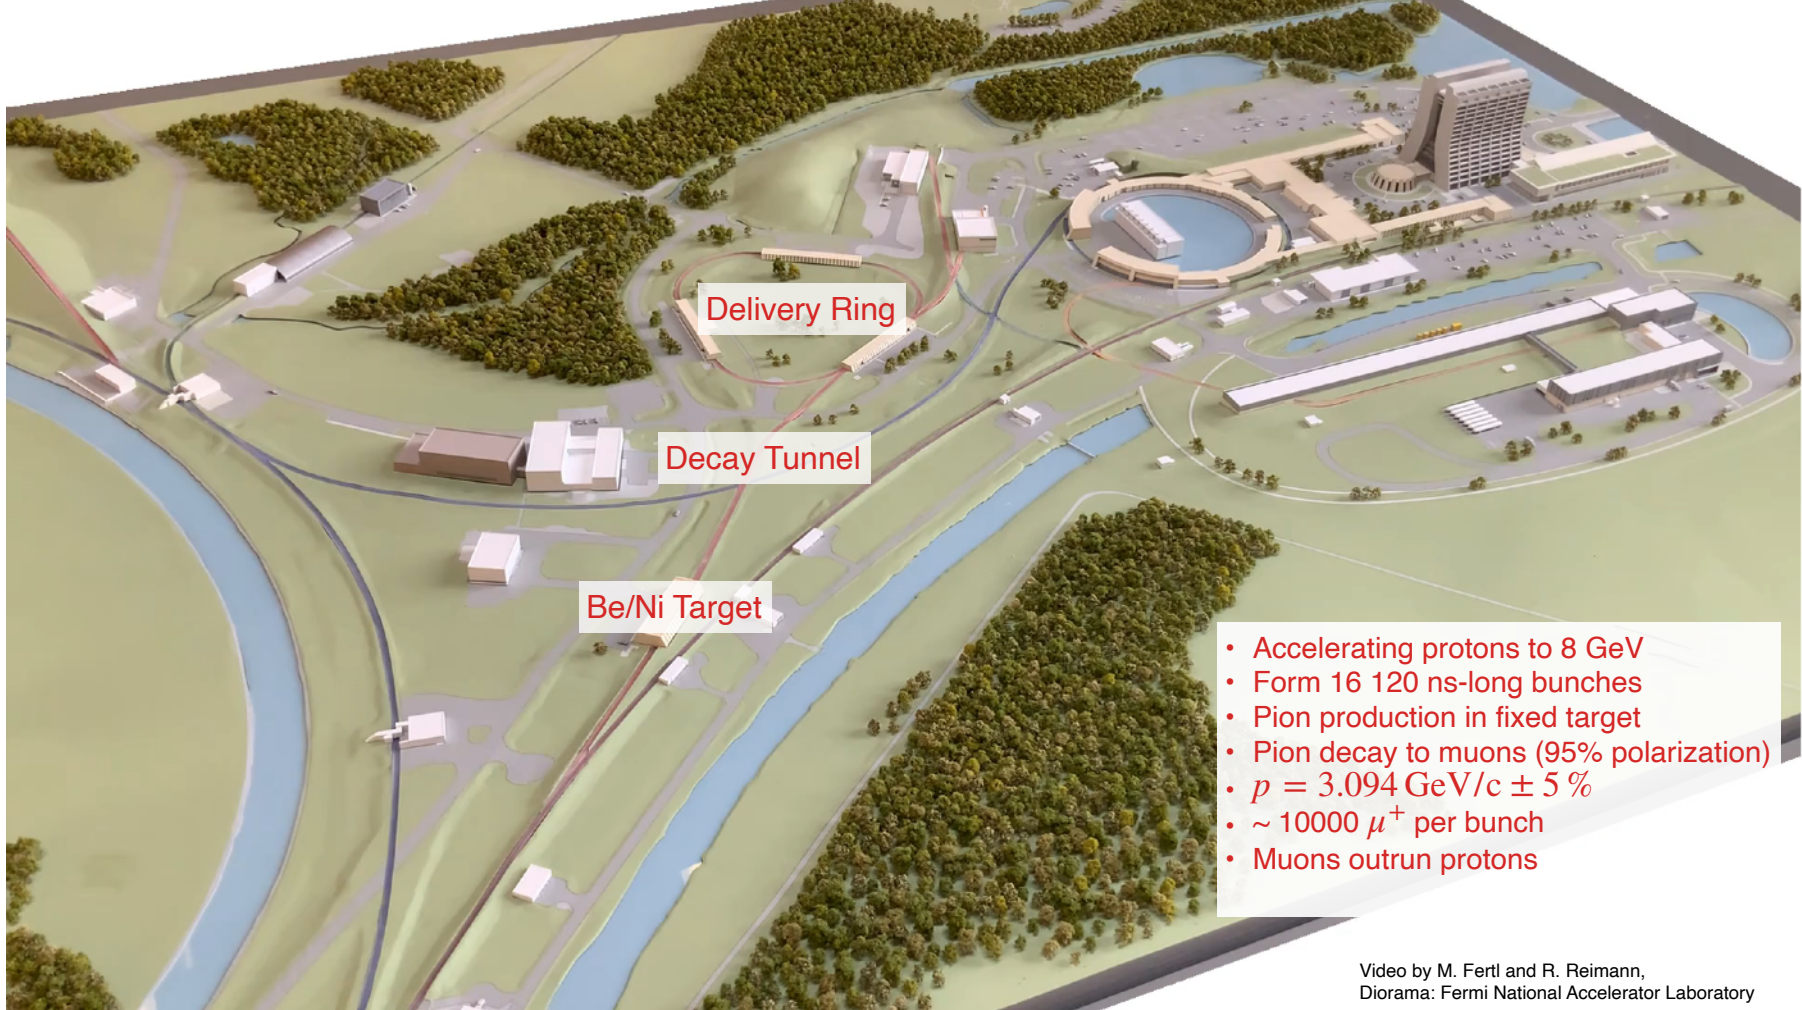 Delivery Ring
Decay Tunnel
Be/Ni Target
• Accelerating protons to 8 GeV
• Form 16 120 ns-long bunches
• Pion production in fixed target
• Pion decay to muons (95% polarization)
• p = 3.094 GeV/c ± 5 %
• ~ 10000 μ⁺ per bunch
• Muons outrun protons
Video by M. Fertl and R. Reimann,
Diorama: Fermi National Accelerator Laboratory